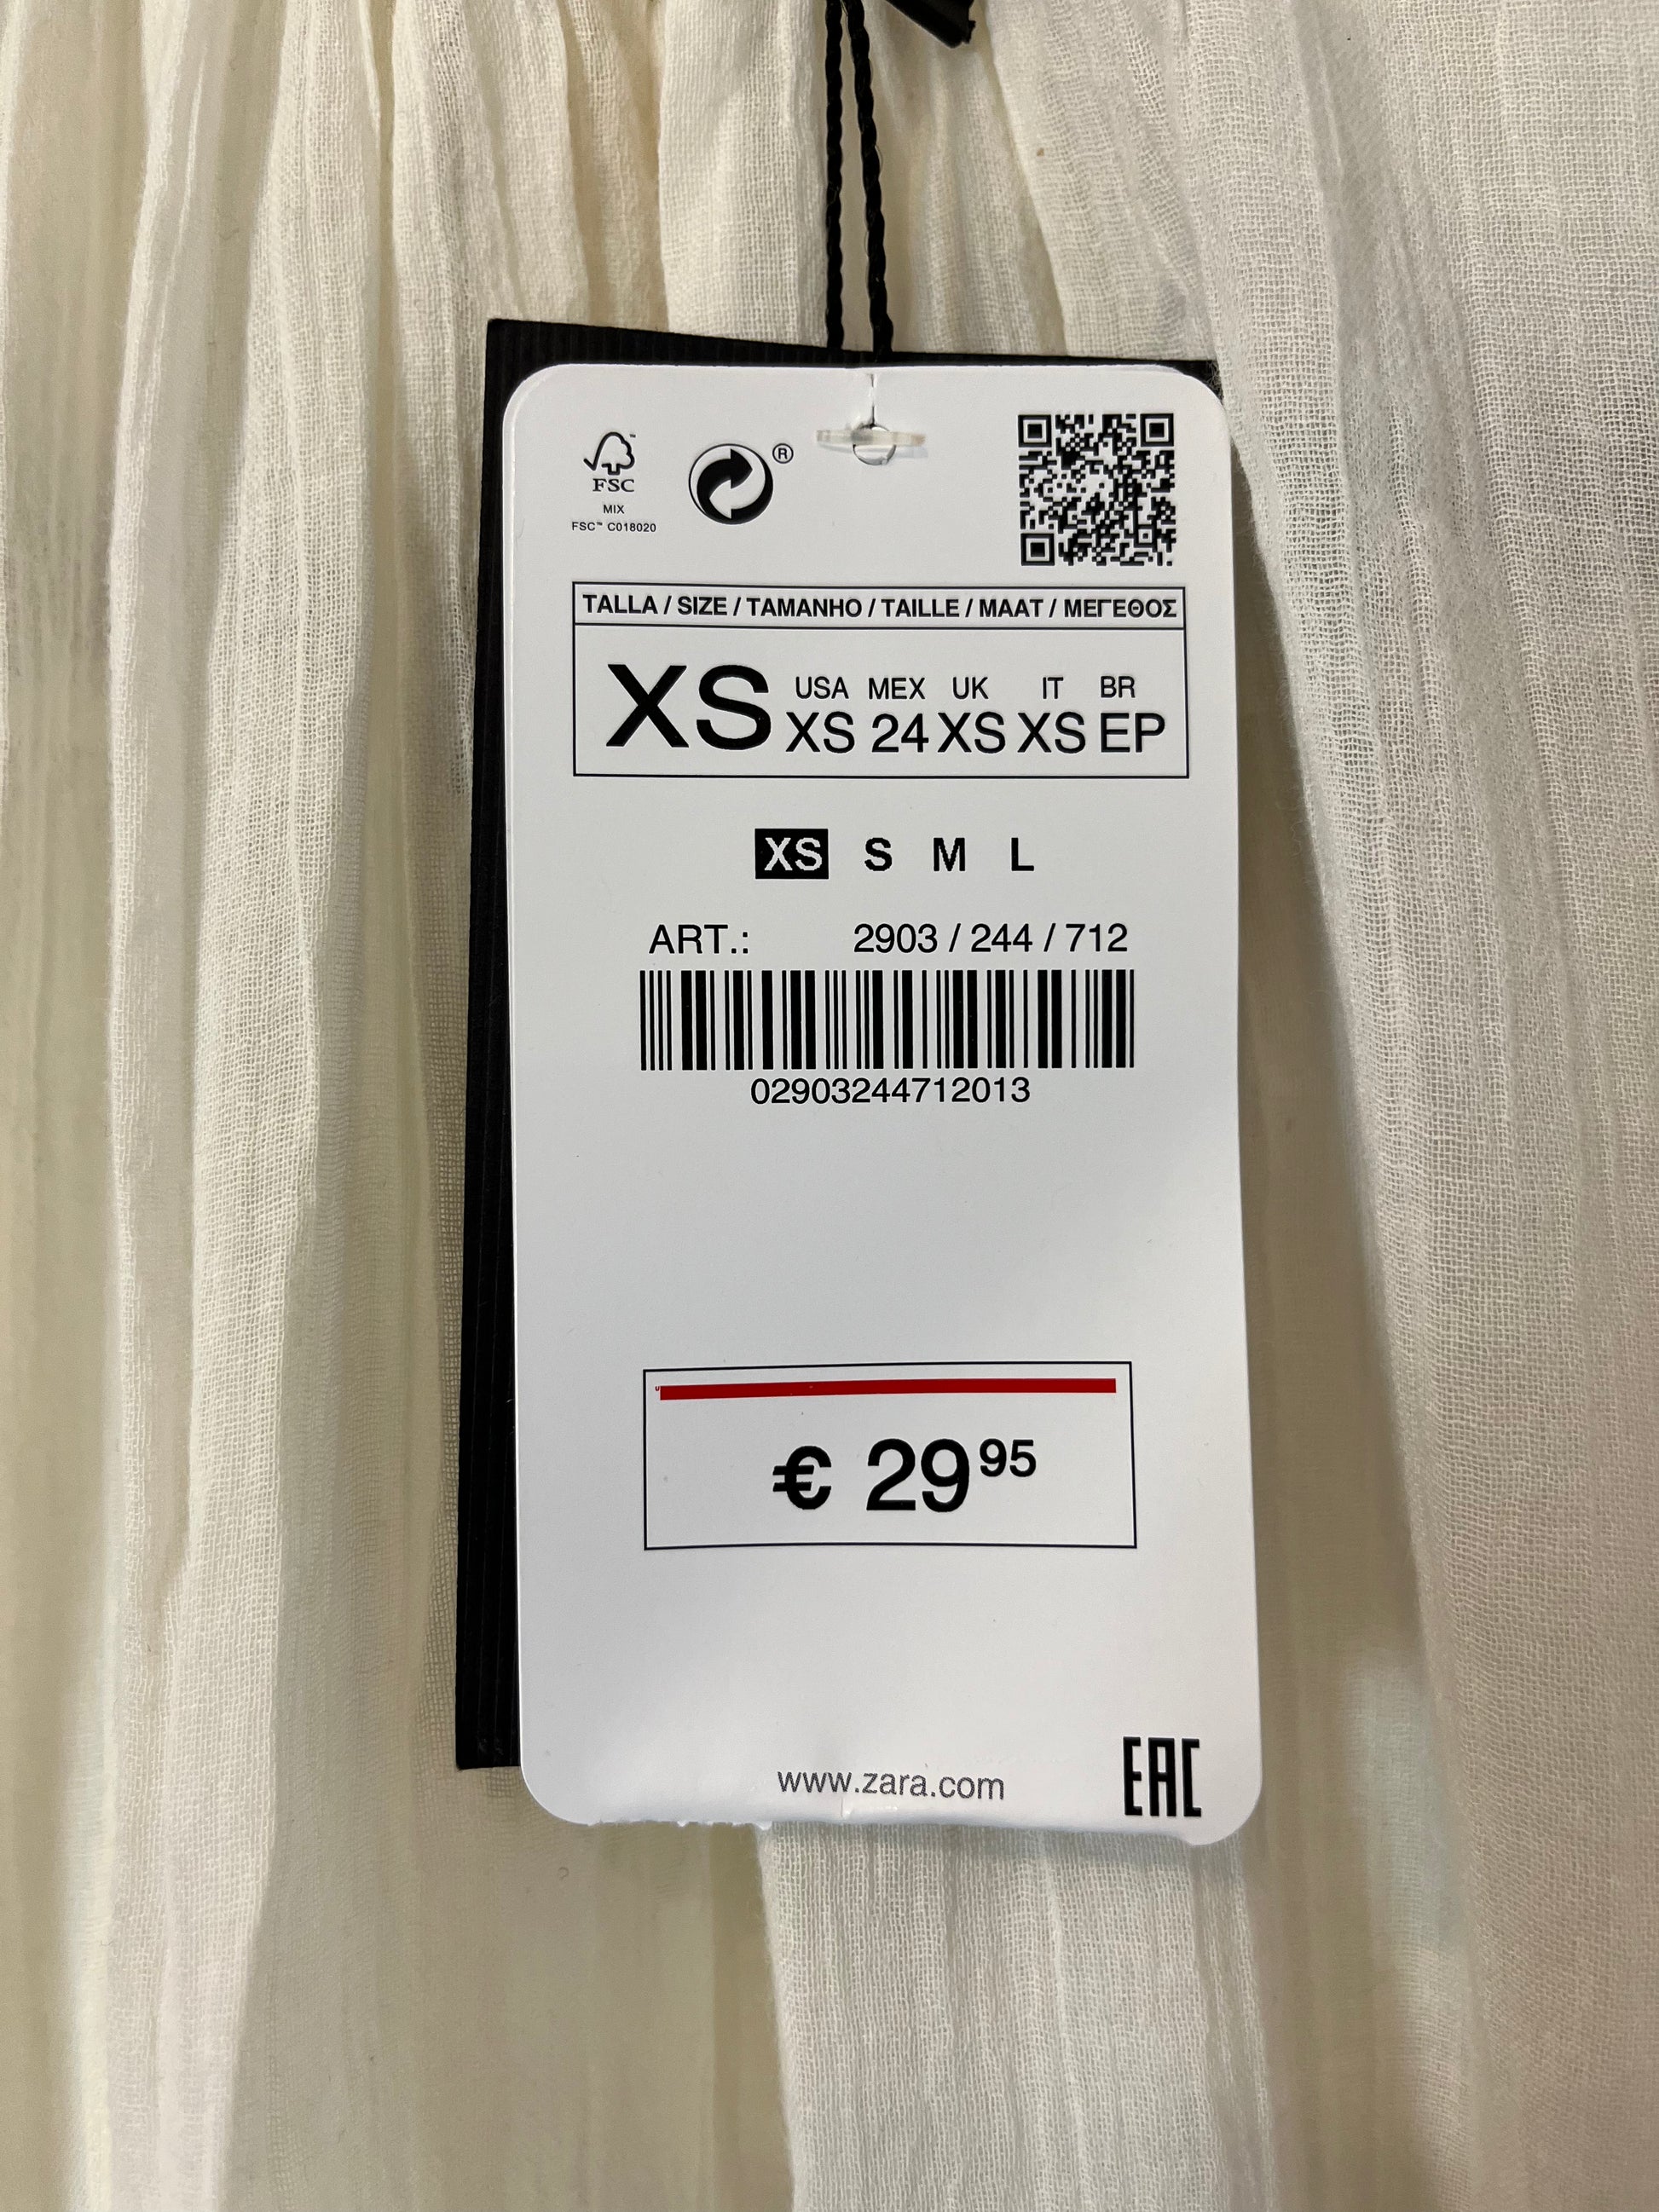 FSC™
MIX
FSC™ C018020
®
TALLA / SIZE / TAMANHO / TAILLE / MAAT / ΜΕΓΕΘΟΣ
XS
USA MEX UK IT BR
XS 24 XS XS EP
XS S M L
ART.: 2903 / 244 / 712
02903244712013
€ 29⁹⁵
www.zara.com
EAC